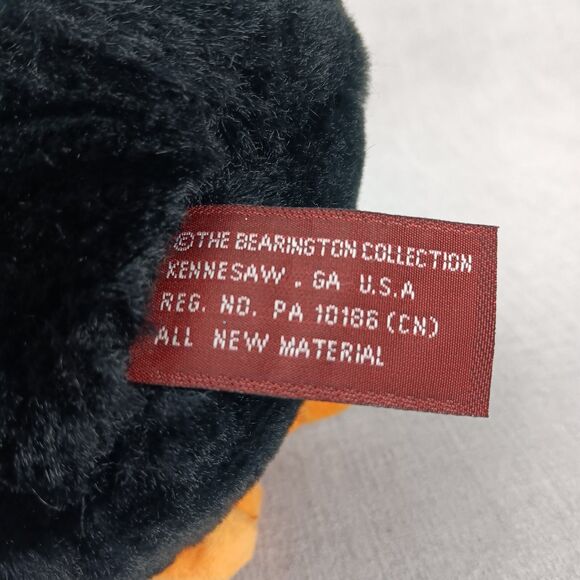 ©THE BEARINGTON COLLECTION
KENNESAW . GA U.S.A
REG. NO. PA 10186 (CN)
ALL NEW MATERIAL